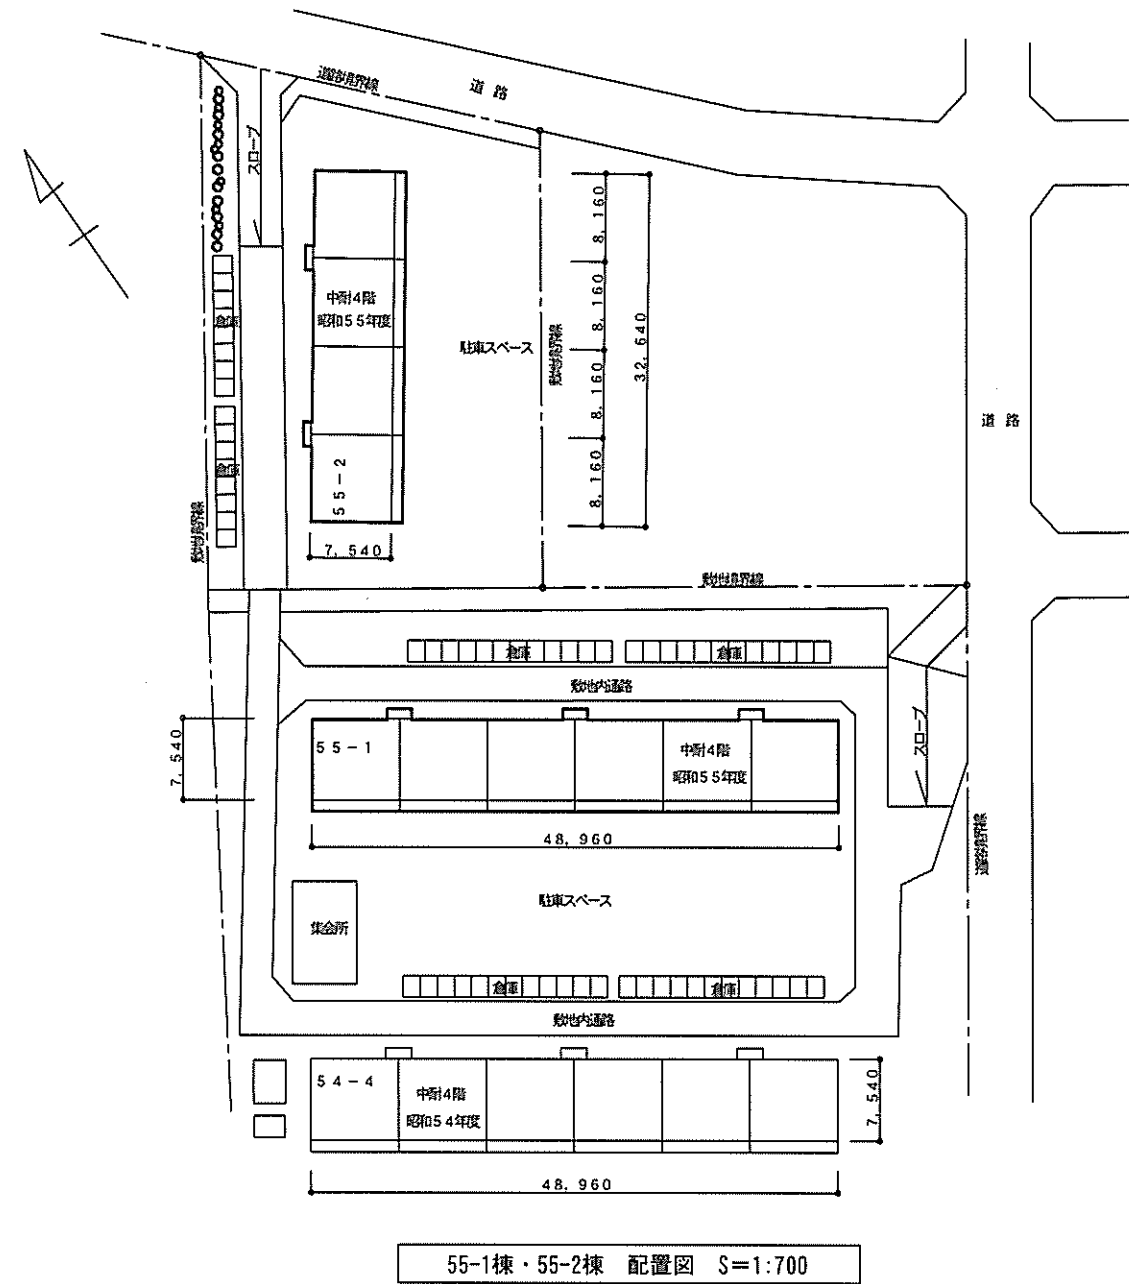 道路境界線
道 路
スロープ
倉庫
中耐4階
昭和55年度
駐車スペース
敷地境界線
8,160
8,160
8,160
8,160
32,640
道 路
倉庫
55-2
敷地境界線
7,540
敷地境界線
倉庫
倉庫
敷地内通路
55-1
中耐4階
昭和55年度
スロープ
7,540
48,960
道路境界線
駐車スペース
集会所
倉庫
倉庫
敷地内通路
54-4
中耐4階
昭和54年度
7,540
48,960
55-1棟・55-2棟 配置図 S=1:700